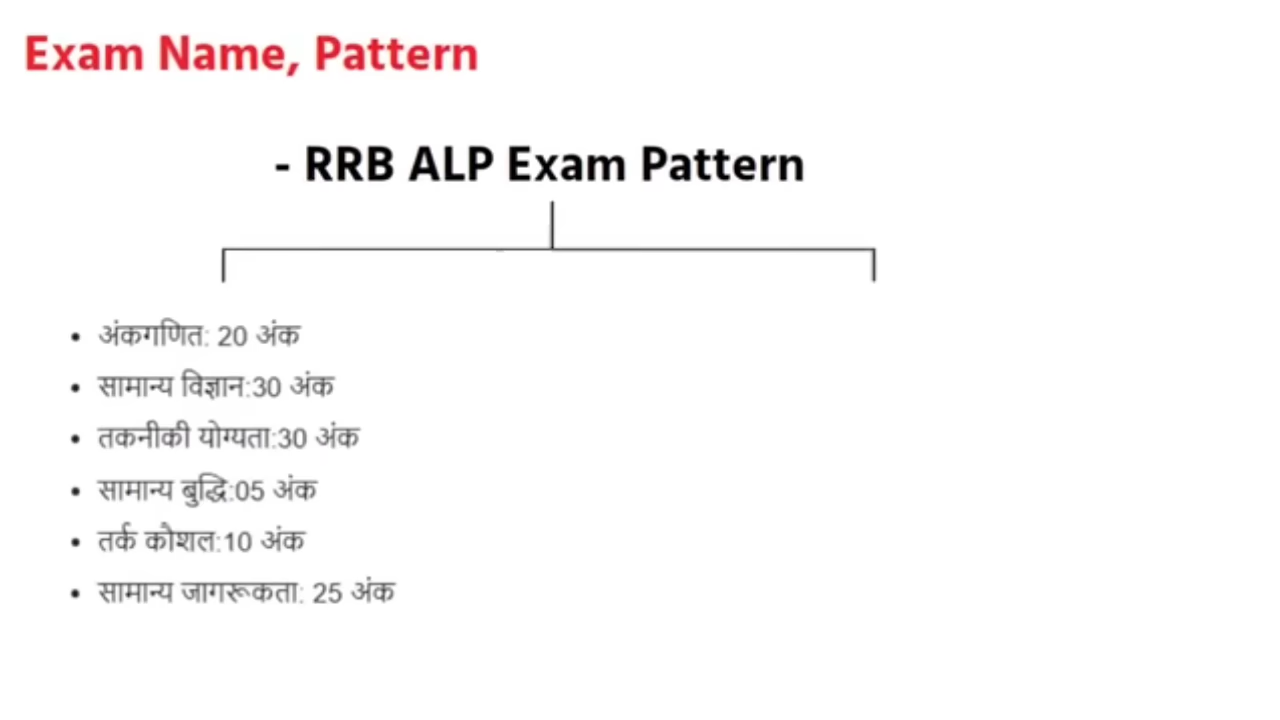 Exam Name, Pattern
- RRB ALP Exam Pattern
• अंकगणित: 20 अंक
• सामान्य विज्ञान:30 अंक
• तकनीकी योग्यता:30 अंक
• सामान्य बुद्धि:05 अंक
• तर्क कौशल:10 अंक
• सामान्य जागरूकता: 25 अंक